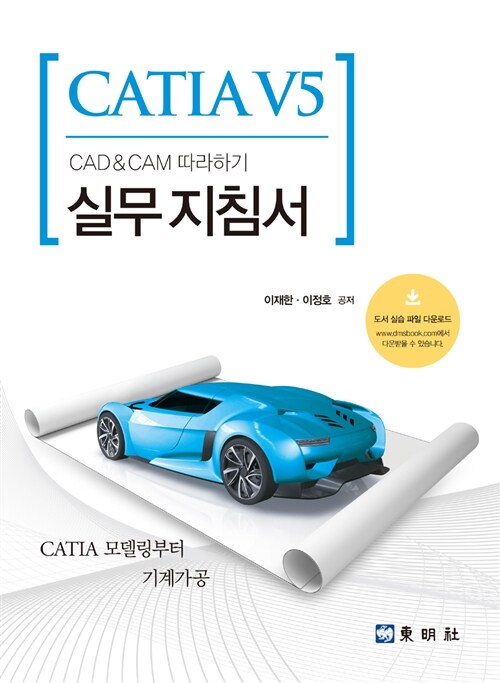 CATIA V5
CAD&CAM 따라하기
실무 지침서
이재한 · 이정호 공저
도서 실습 파일 다운로드
www.dmsbook.com에서
다운받을 수 있습니다.
CATIA 모델링부터
기계가공
東明社